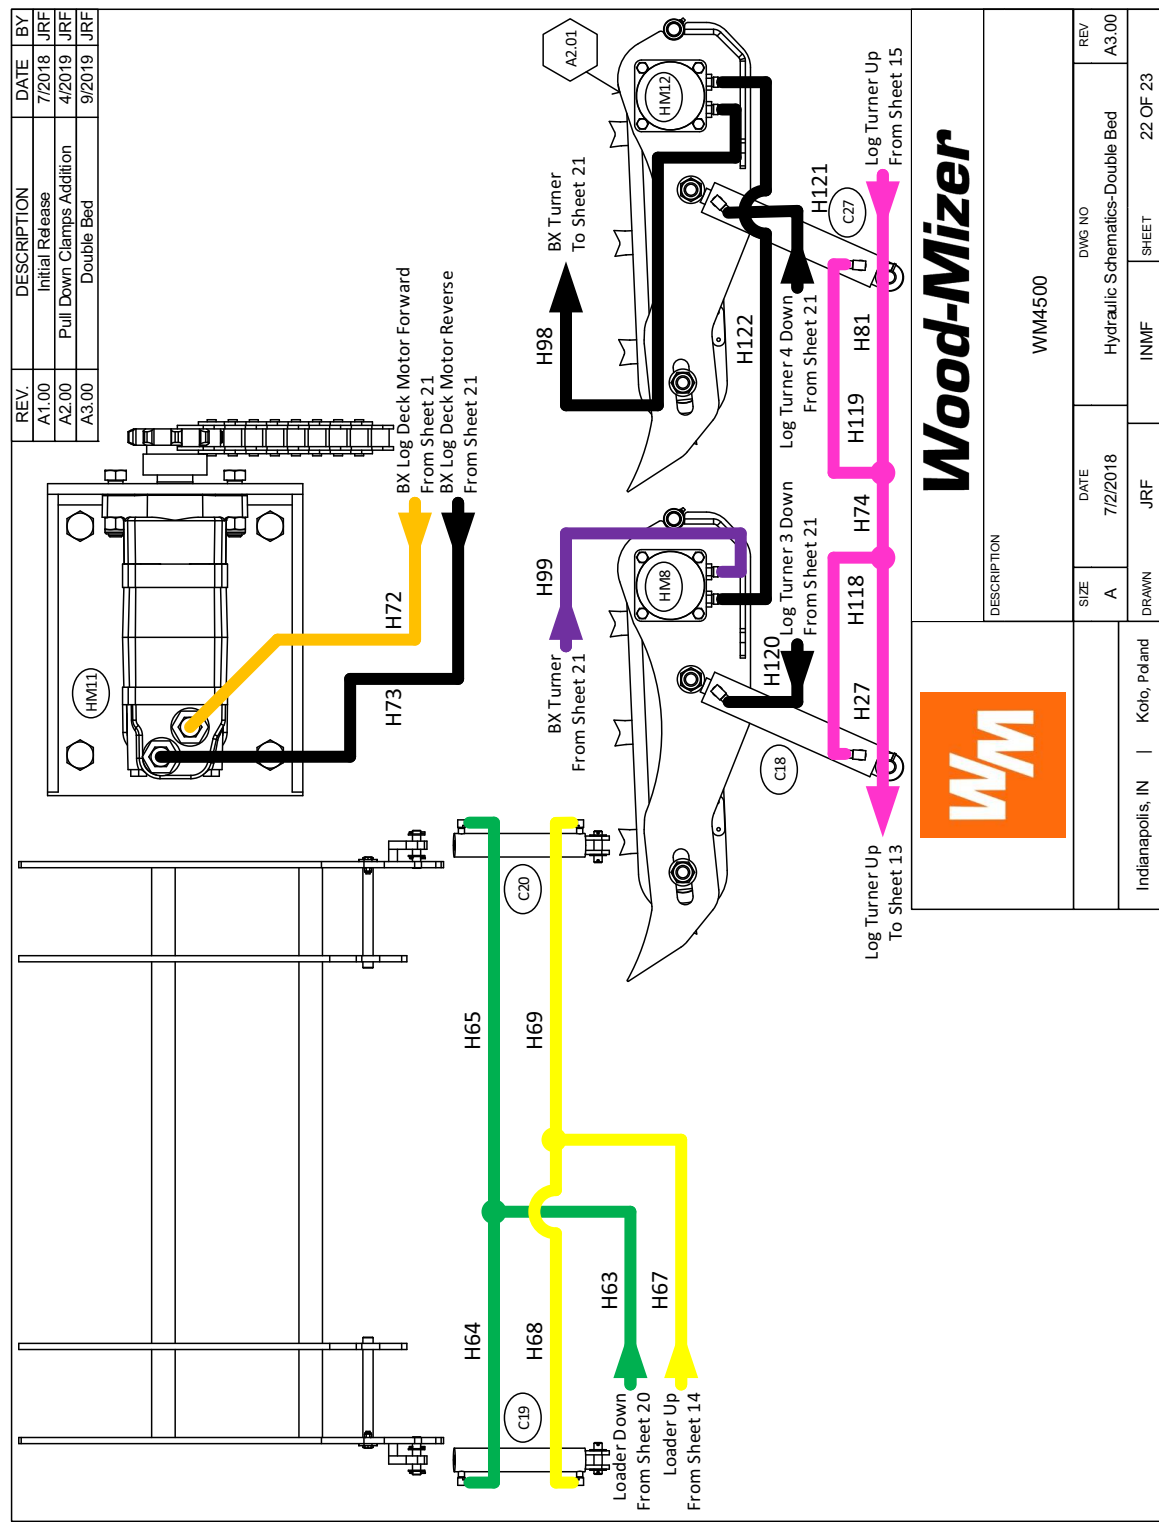 REV.
DESCRIPTION
DATE
BY
A1.00
Initial Release
7/2018
JRF
A2.00
Pull Down Clamps Addition
4/2019
JRF
A3.00
Double Bed
9/2019
JRF
HM11
H72
H73
BX Log Deck Motor Forward
From Sheet 21
BX Log Deck Motor Reverse
From Sheet 21
H64
H65
H68
H69
C19
C20
H63
H67
Loader Down
From Sheet 20
Loader Up
From Sheet 14
A2.01
HM12
HM8
BX Turner
To Sheet 21
H98
BX Turner
From Sheet 21
H99
H122
H121
C27
Log Turner 4 Down
From Sheet 21
H120
Log Turner 3 Down
From Sheet 21
C18
H27
H118
H74
H119
H81
Log Turner Up
From Sheet 15
Log Turner Up
To Sheet 13
WM
Wood-Mizer
DESCRIPTION
WM4500
SIZE
A
DATE
7/2/2018
DWG NO
Hydraulic Schematics-Double Bed
REV
A3.00
Indianapolis, IN | Koło, Poland
DRAWN
JRF
INMF
SHEET
22 OF 23